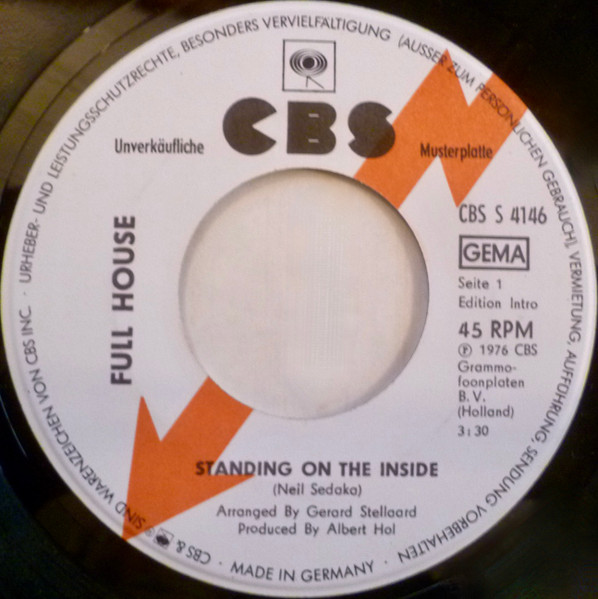 URHEBER- UND LEISTUNGSSCHUTZRECHTE, BESONDERS VERVIELFÄLTIGUNG (AUSSER ZUM PERSÖNLICHEN GEBRAUCH), VERMIETUNG, AUFFÜHRUNG, SENDUNG VORBEHALTEN
CBS
Unverkäufliche
Musterplatte
CBS S 4146
GEMA
Seite 1
Edition Intro
45 RPM
℗ 1976 CBS
Grammo-
foonplaten
B. V.
(Holland)
3:30
FULL HOUSE
STANDING ON THE INSIDE
(Neil Sedaka)
Arranged By Gerard Stellaard
Produced By Albert Hol
CBS & ® SIND WARENZEICHEN VON CBS INC. ·
· MADE IN GERMANY ·